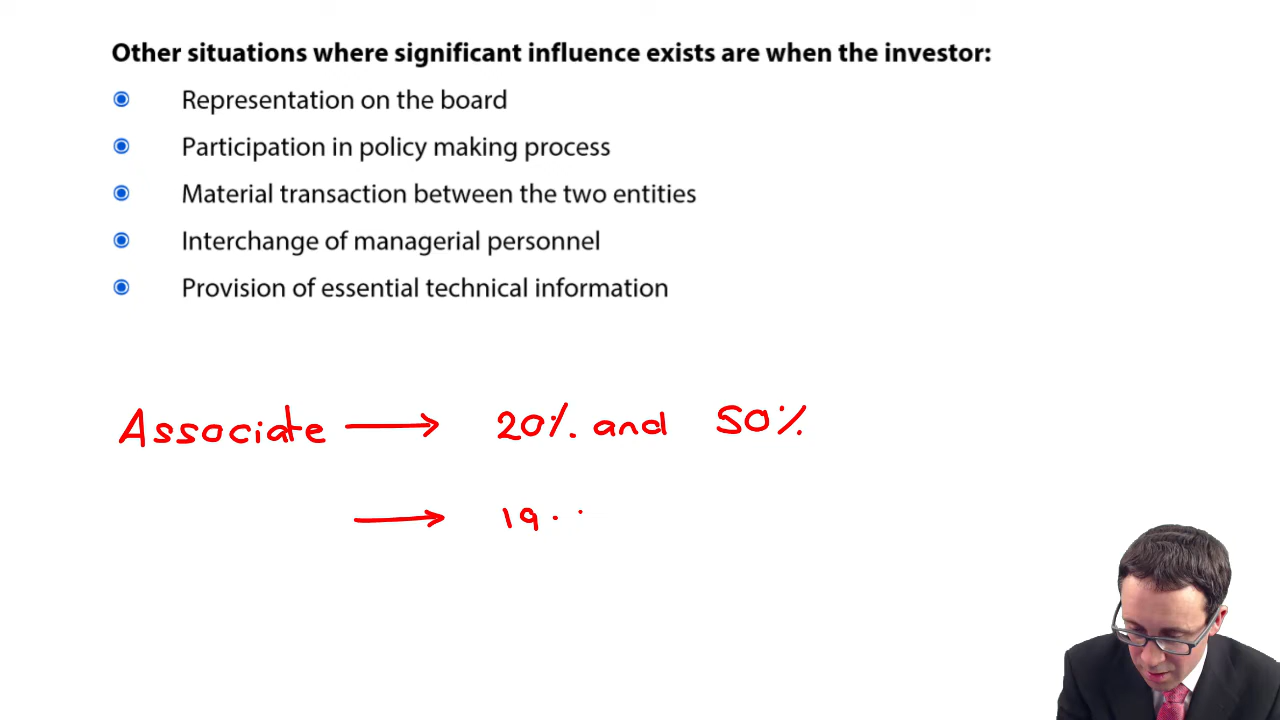 Other situations where significant influence exists are when the investor:
Representation on the board
Participation in policy making process
Material transaction between the two entities
Interchange of managerial personnel
Provision of essential technical information
Associate → 20% and 50%
→ 19